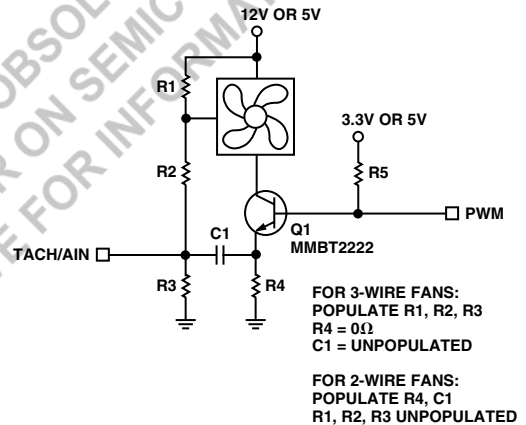 12V OR 5V
R1
3.3V OR 5V
R2
R5
PWM
Q1
MMBT2222
C1
TACH/AIN
R3
R4
FOR 3-WIRE FANS:
POPULATE R1, R2, R3
R4 = 0Ω
C1 = UNPOPULATED
FOR 2-WIRE FANS:
POPULATE R4, C1
R1, R2, R3 UNPOPULATED